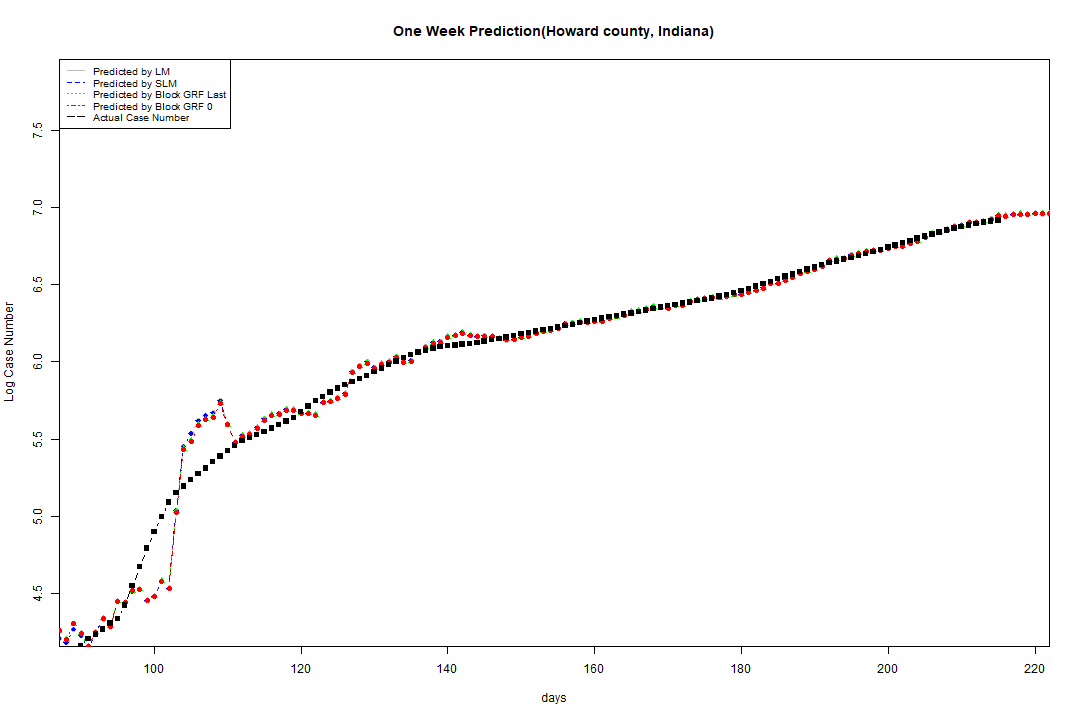 One Week Prediction(Howard county, Indiana)
Predicted by LM
Predicted by SLM
Predicted by Block GRF Last
Predicted by Block GRF 0
Actual Case Number
7.5
7.0
6.5
6.0
5.5
5.0
4.5
Log Case Number
100 120 140 160 180 200 220
days